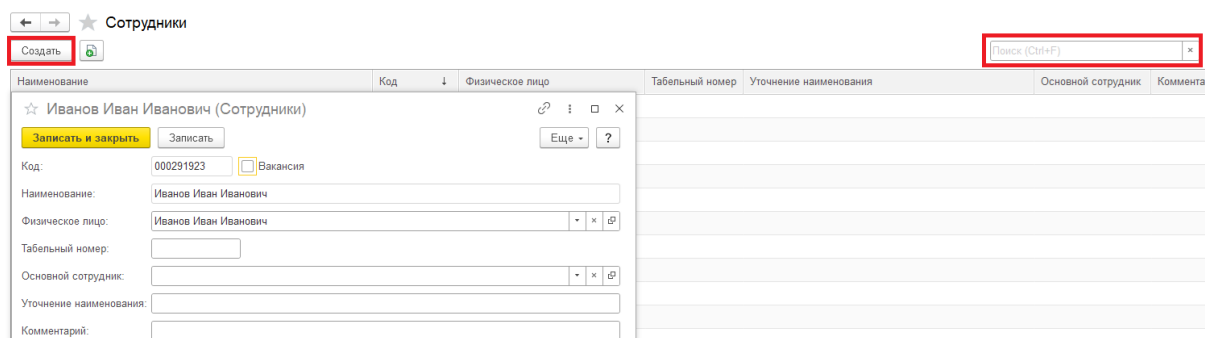 Сотрудники
Создать
Поиск (Ctrl+F)
Наименование Код ↓ Физическое лицо Табельный номер Уточнение наименования Основной сотрудник Коммента
Иванов Иван Иванович (Сотрудники)
Записать и закрыть Записать Еще ?
Код: 000291923 Вакансия
Наименование: Иванов Иван Иванович
Физическое лицо: Иванов Иван Иванович
Табельный номер:
Основной сотрудник:
Уточнение наименования:
Комментарий: